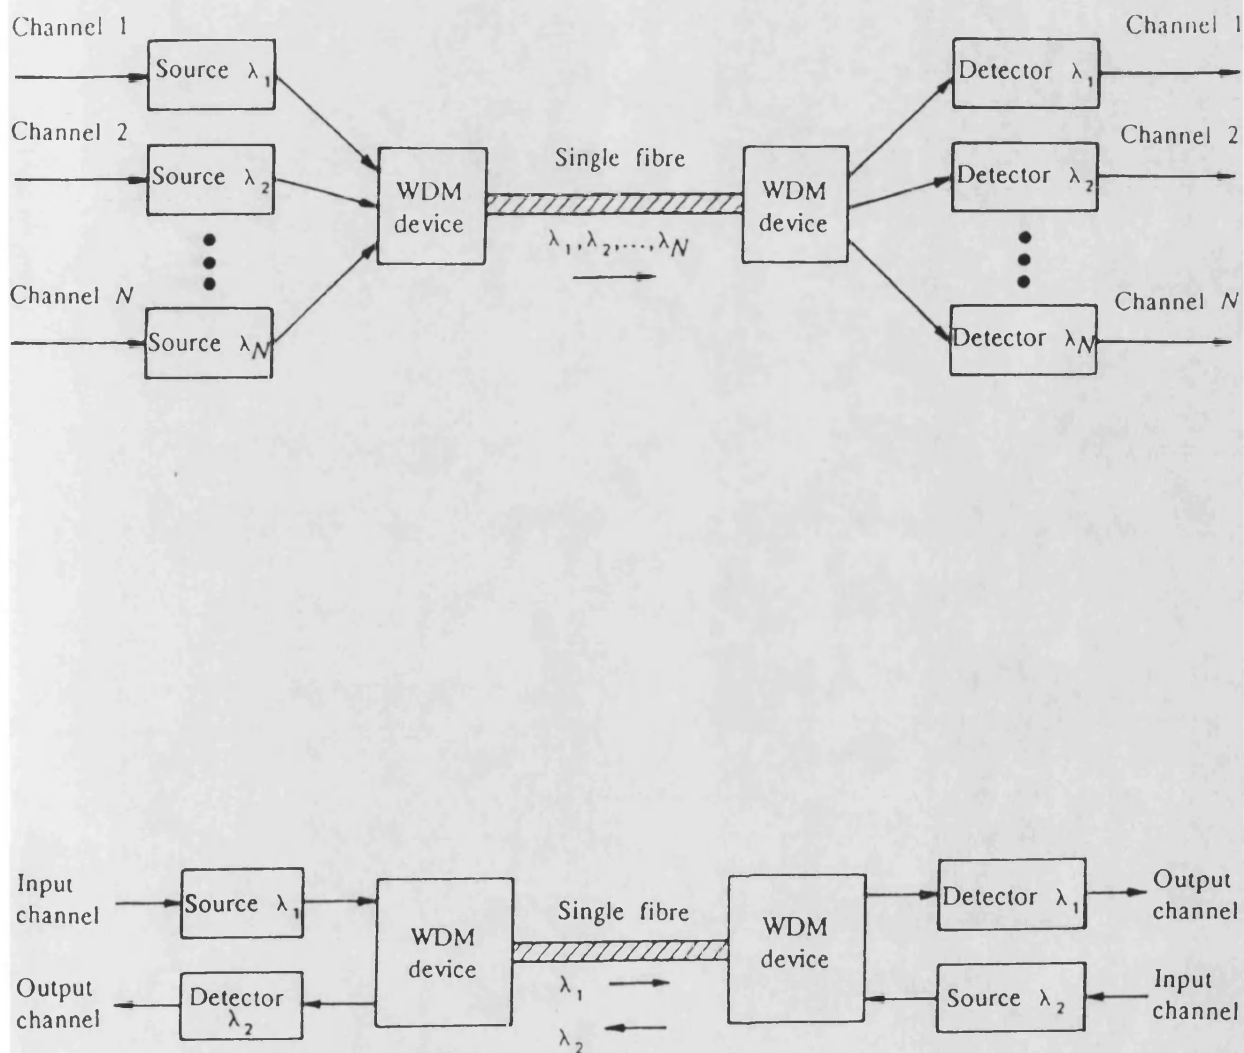 Channel 1
Source λ1
Channel 2
Source λ2
Channel N
Source λN
WDM
device
Single fibre
λ1, λ2, ..., λN
WDM
device
Detector λ1
Channel 1
Detector λ2
Channel 2
Detector λN
Channel N
Input
channel
Source λ1
Output
channel
Detector
λ2
WDM
device
Single fibre
λ1
λ2
WDM
device
Detector λ1
Output
channel
Source λ2
Input
channel